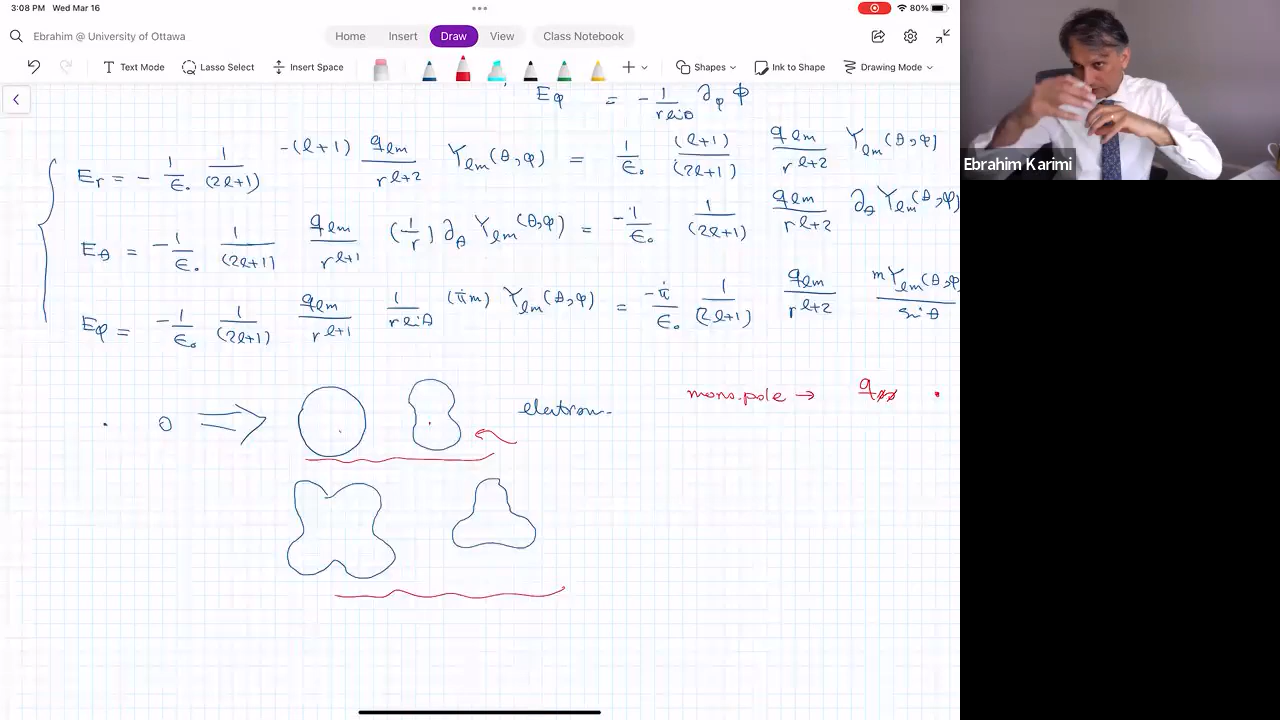 3:08 PM Wed Mar 16
80%
Ebrahim @ University of Ottawa
Home Insert Draw View Class Notebook
Text Mode Lasso Select Insert Space Shapes Ink to Shape Drawing Mode
Eφ = - 1/(r sinθ) ∂φ Φ
Er = - 1/ε₀ 1/(2l+1) -(l+1) qlm/r^(l+2) Ylm(θ,φ) = 1/ε₀ (l+1)/(2l+1) qlm/r^(l+2) Ylm(θ,φ)
Eθ = -1/ε₀ 1/(2l+1) qlm/r^(l+1) (1/r) ∂θ Ylm(θ,φ) = -1/ε₀ 1/(2l+1) qlm/r^(l+2) ∂θ Ylm(θ,φ)
Eφ = -1/ε₀ 1/(2l+1) qlm/r^(l+1) 1/(r sinθ) (im) Ylm(θ,φ) = -i/ε₀ 1/(2l+1) qlm/r^(l+2) m Ylm(θ,φ)/sinθ
electron
monopole → q00
Ebrahim Karimi